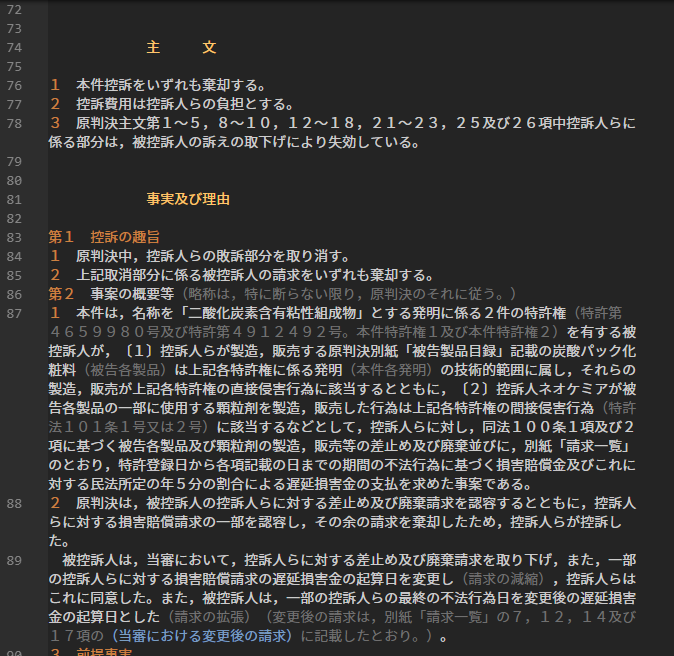 72
73
74 主　　　文
75
76 １　本件控訴をいずれも棄却する。
77 ２　控訴費用は控訴人らの負担とする。
78 ３　原判決主文第１～５，８～１０，１２～１８，２１～２３，２５及び２６項中控訴人らに
係る部分は，被控訴人の訴えの取下げにより失効している。
79
80
81 事実及び理由
82
83 第１　控訴の趣旨
84 １　原判決中，控訴人らの敗訴部分を取り消す。
85 ２　上記取消部分に係る被控訴人の請求をいずれも棄却する。
86 第２　事案の概要等（略称は，特に断らない限り，原判決のそれに従う。）
87 １　本件は，名称を「二酸化炭素含有粘性組成物」とする発明に係る２件の特許権（特許第
４６５９９８０号及び特許第４９１２４９２号。本件特許権１及び本件特許権２）を有する被
控訴人が，〔１〕控訴人らが製造，販売する原判決別紙「被告製品目録」記載の炭酸パック化
粧料（被告各製品）は上記各特許権に係る発明（本件各発明）の技術的範囲に属し，それらの
製造，販売が上記各特許権の直接侵害行為に該当するとともに，〔２〕控訴人ネオケミアが被
告各製品の一部に使用する顆粒剤を製造，販売した行為は上記各特許権の間接侵害行為（特許
法１０１条１号又は２号）に該当するなどとして，控訴人らに対し，同法１００条１項及び２
項に基づく被告各製品及び顆粒剤の製造，販売等の差止め及び廃棄並びに，別紙「請求一覧」
のとおり，特許登録日から各項記載の日までの期間の不法行為に基づく損害賠償金及びこれに
対する民法所定の年５分の割合による遅延損害金の支払を求めた事案である。
88 ２　原判決は，被控訴人の控訴人らに対する差止め及び廃棄請求を認容するとともに，控訴人
らに対する損害賠償請求の一部を認容し，その余の請求を棄却したため，控訴人らが控訴し
た。
89 　被控訴人は，当審において，控訴人らに対する差止め及び廃棄請求を取り下げ，また，一部
の控訴人らに対する損害賠償請求の遅延損害金の起算日を変更し（請求の減縮），控訴人らは
これに同意した。また，被控訴人は，一部の控訴人らの最終の不法行為日を変更後の遅延損害
金の起算日とした（請求の拡張）（変更後の請求は，別紙「請求一覧」の７，１２，１４及び
１７項の（当審における変更後の請求）に記載したとおり。）。
90 ３　前提事実